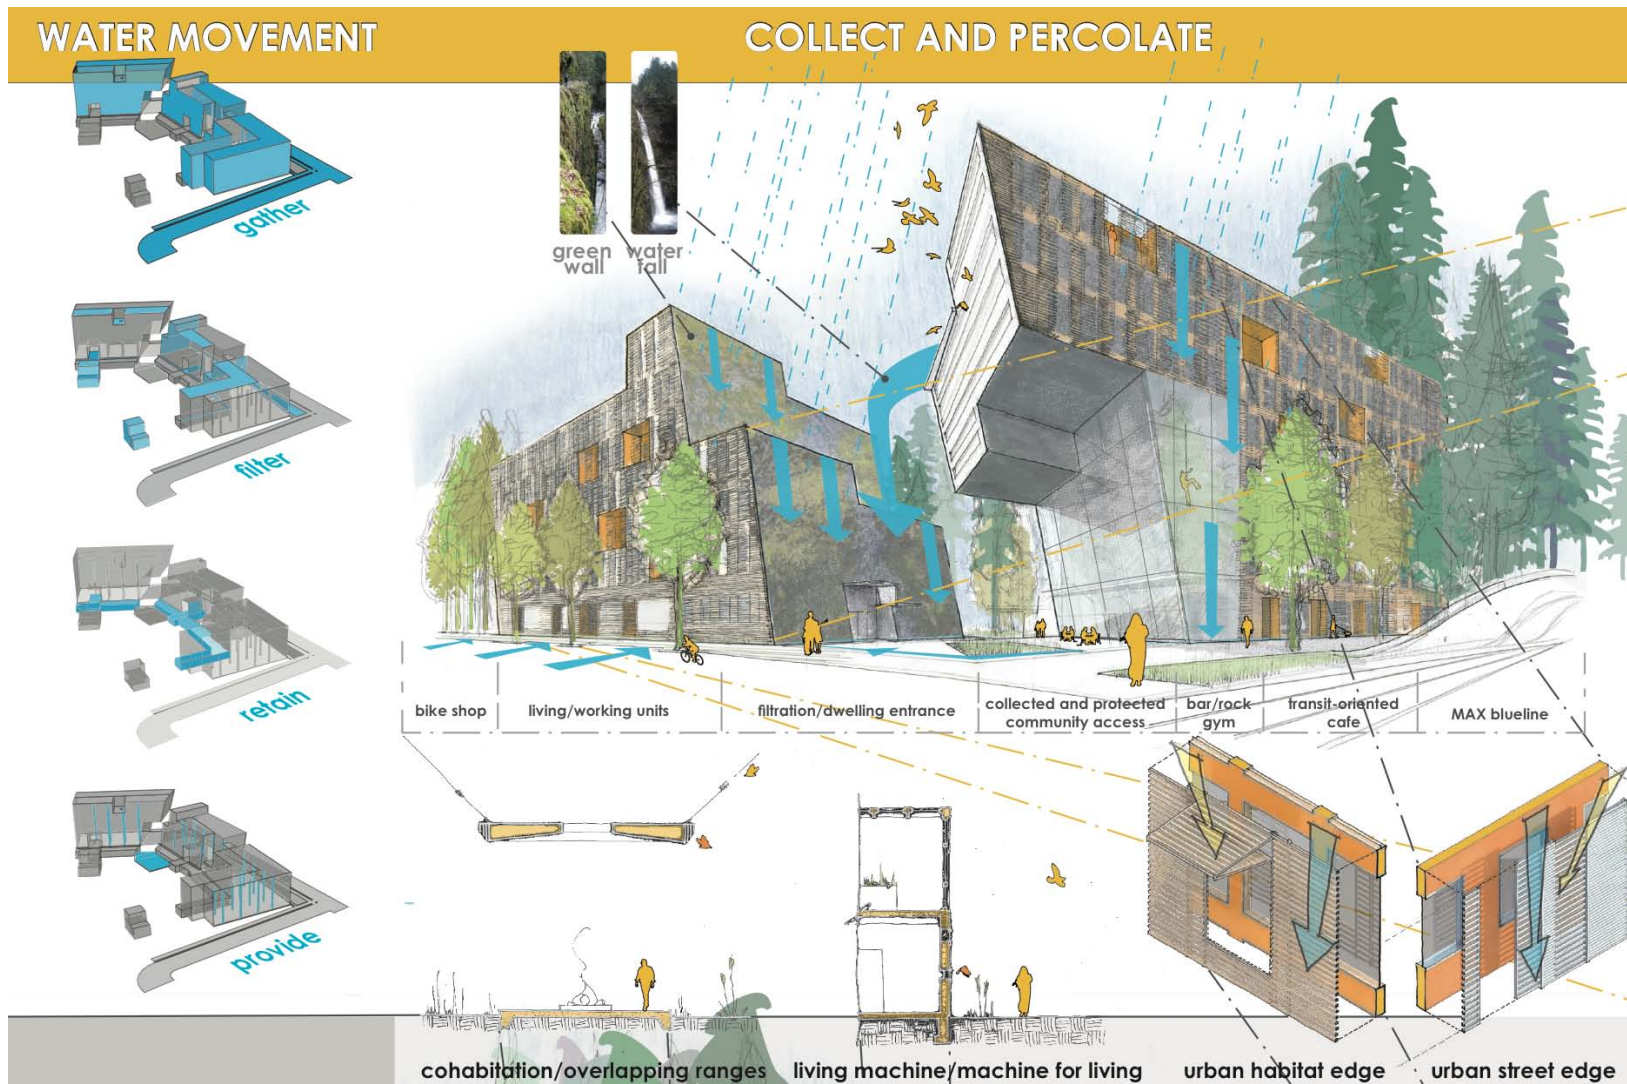 WATER MOVEMENT
COLLECT AND PERCOLATE
gather
filter
retain
provide
green
wall
water
fall
bike shop
living/working units
filtration/dwelling entrance
collected and protected
community access
bar/rock
gym
transit-oriented
cafe
MAX blueline
cohabitation/overlapping ranges
living machine/machine for living
urban habitat edge
urban street edge